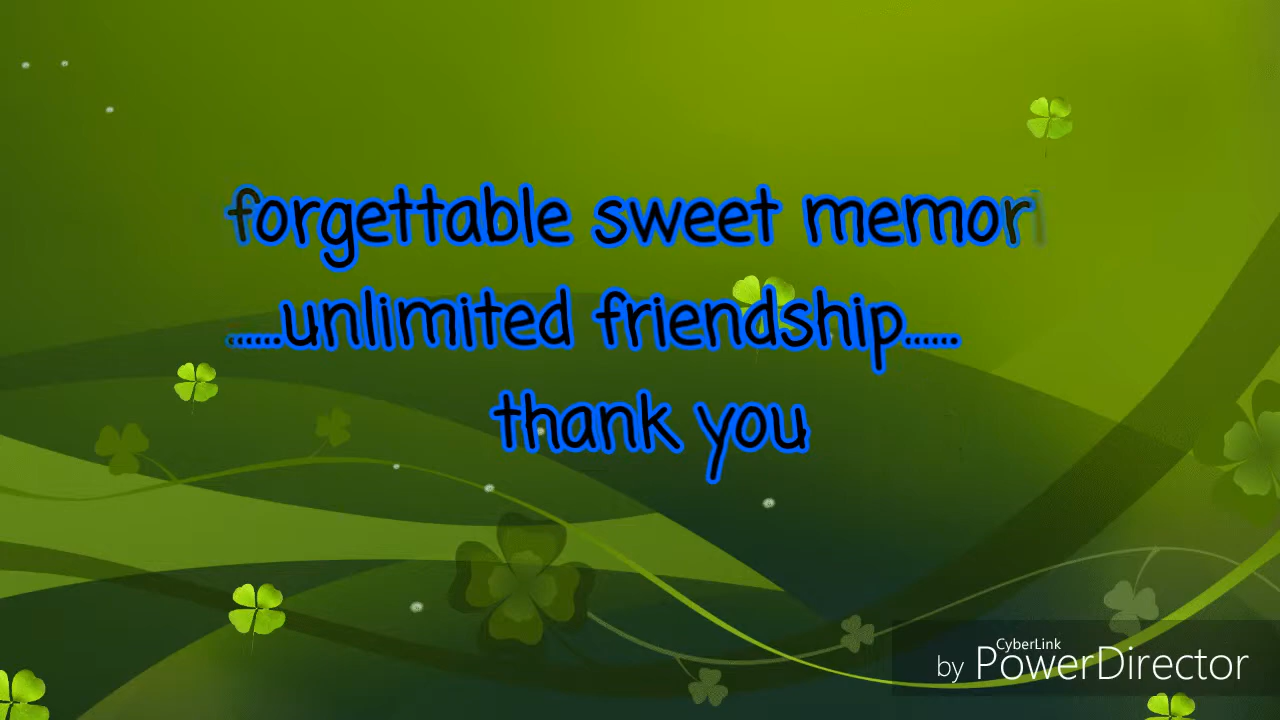 forgettable sweet memori
......unlimited friendship......
thank you
CyberLink
by PowerDirector